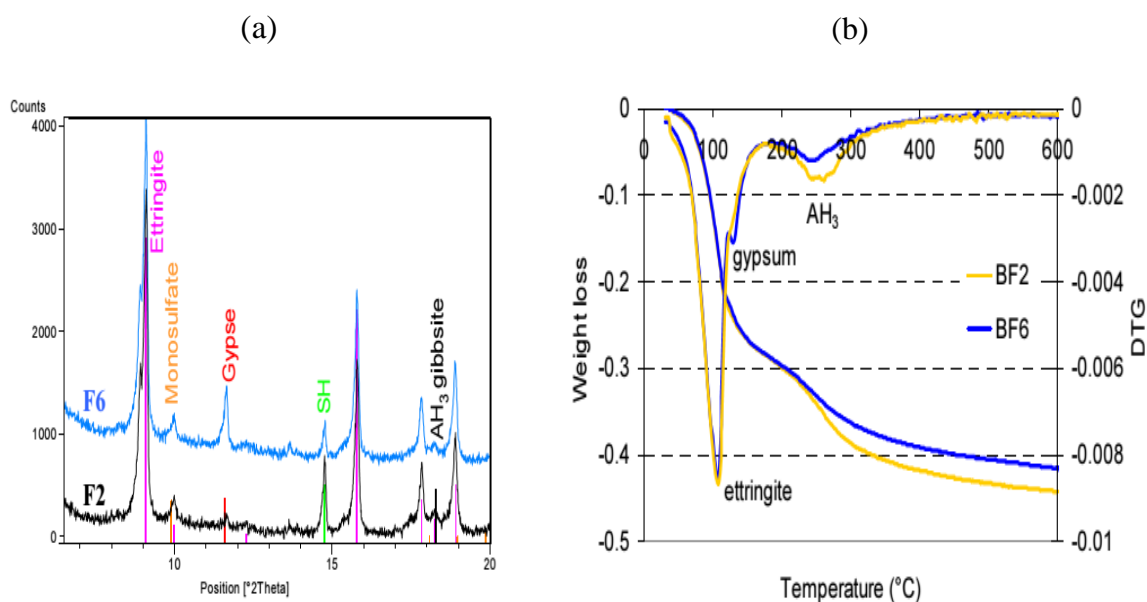 (a)
(b)
Counts
4000
3000
2000
1000
0
Ettringite
Monosulfate
Gypse
SH
AH₃ gibbsite
F6
F2
10
15
20
Position [°2Theta]
0
-0.1
-0.2
-0.3
-0.4
-0.5
Weight loss
0 100 200 300 400 500 600
AH₃
gypsum
ettringite
BF2
BF6
0
-0.002
-0.004
-0.006
-0.008
-0.01
DTG
Temperature (°C)